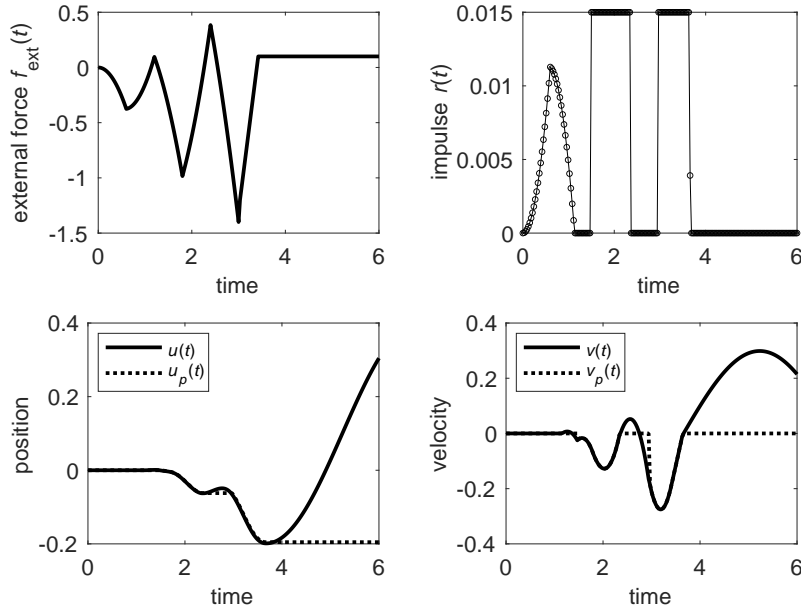 external force f_ext(t)
0
-0.5
-1
-1.5
0 2 4 6
time
impulse r(t)
0.015
0.01
0.005
0
0 2 4 6
time
position
0.4
0.2
0
-0.2
u(t)
u_p(t)
0 2 4 6
time
velocity
0.4
0.2
0
-0.2
-0.4
v(t)
v_p(t)
0 2 4 6
time